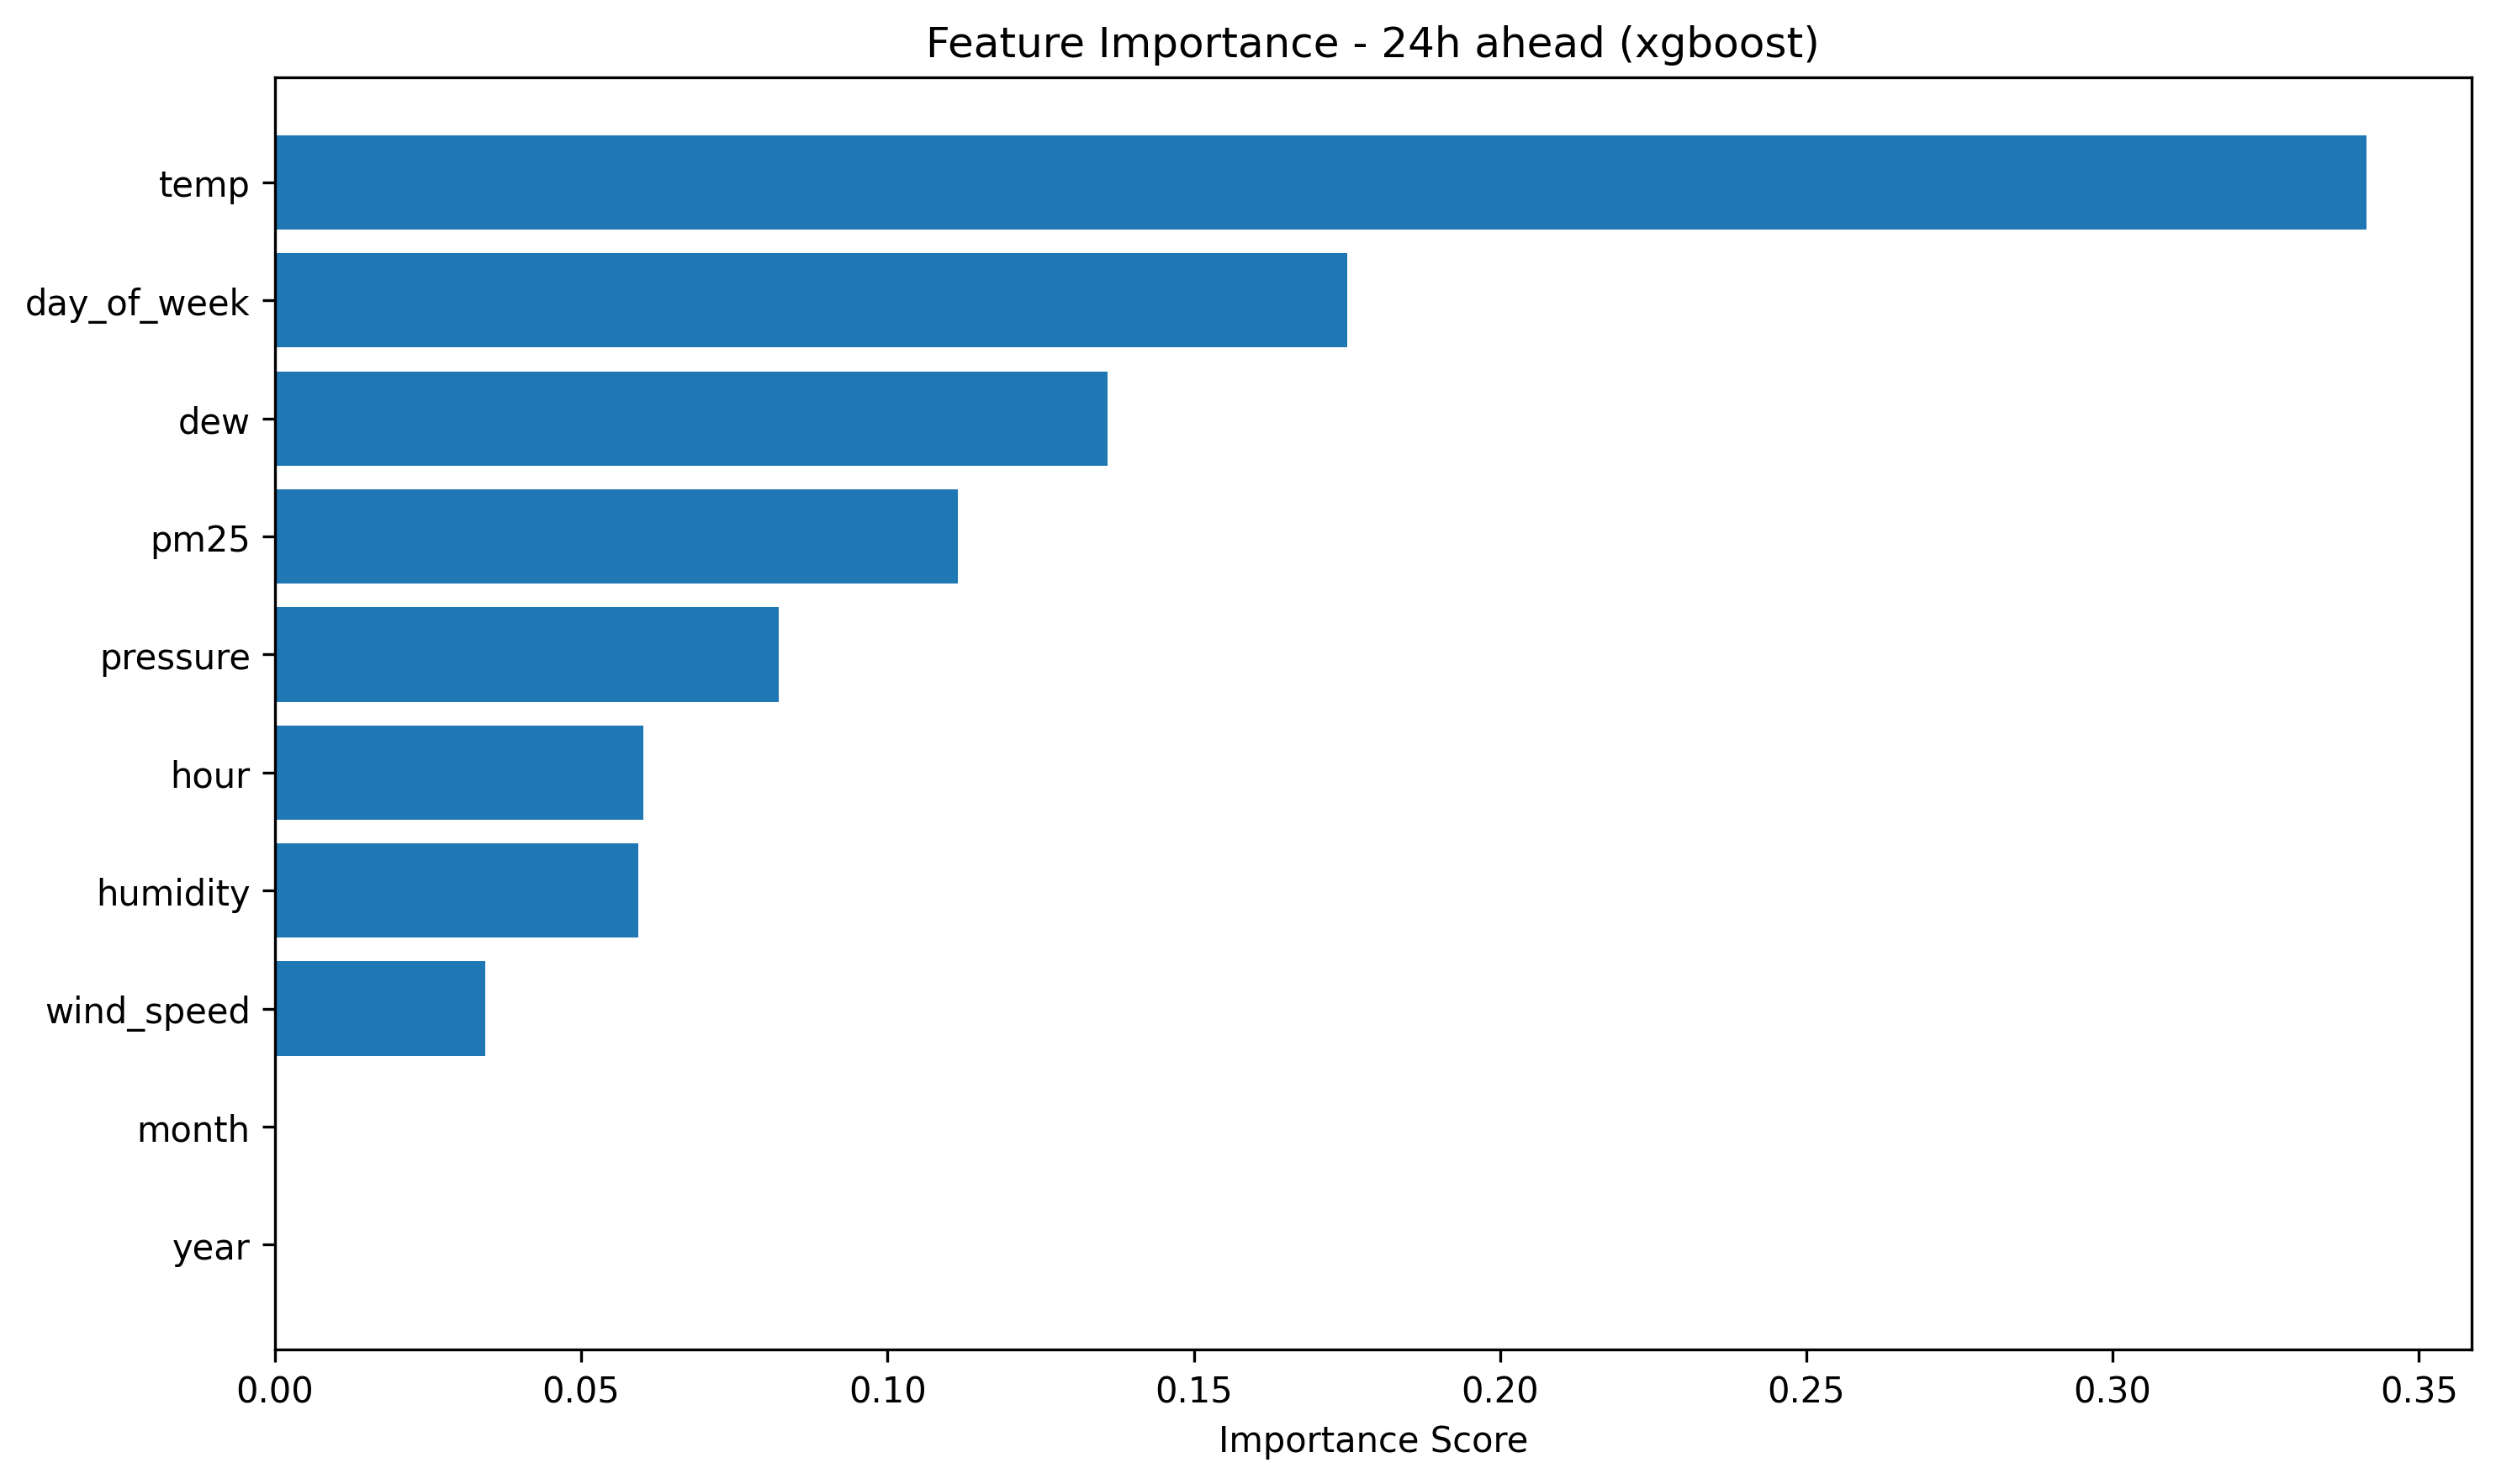 Feature Importance - 24h ahead (xgboost)
temp
day_of_week
dew
pm25
pressure
hour
humidity
wind_speed
month
year
0.00 0.05 0.10 0.15 0.20 0.25 0.30 0.35
Importance Score